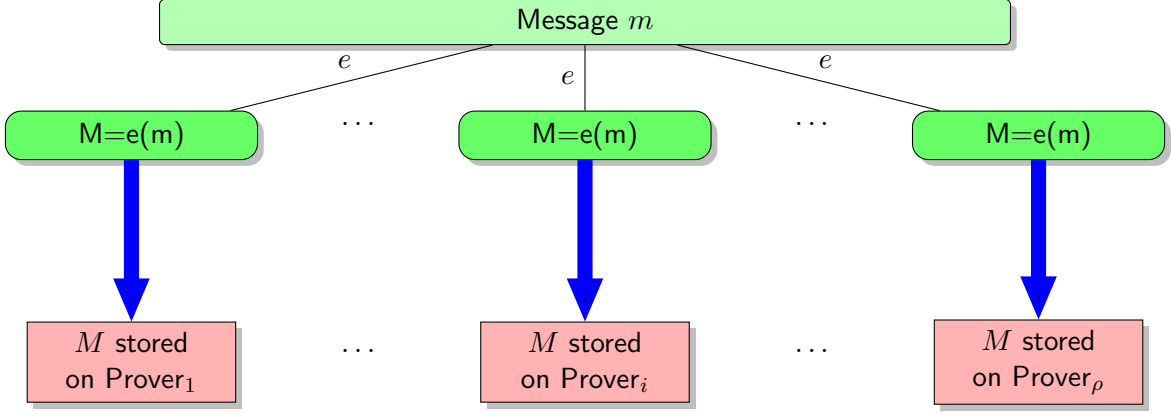 Message m
e e e
... ...
M=e(m) M=e(m) M=e(m)
M stored M stored M stored
... ...
on Prover₁ on Proverᵢ on Proverᵨ